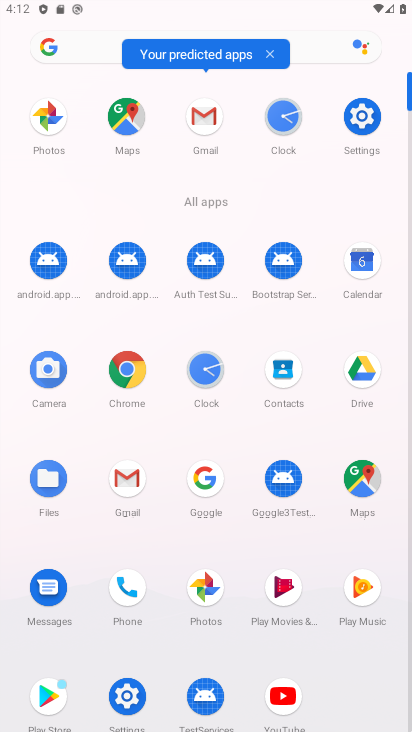 4:12
Your predicted apps
Photos Maps Gmail Clock Settings
All apps
android.app.... android.app.... Auth Test Su... Bootstrap Ser... Calendar
6
Camera Chrome Clock Contacts Drive
Files Gmail Google Google3Test... Maps
Messages Phone Photos Play Movies &... Play Music
Play Store Settings TestServices YouTube